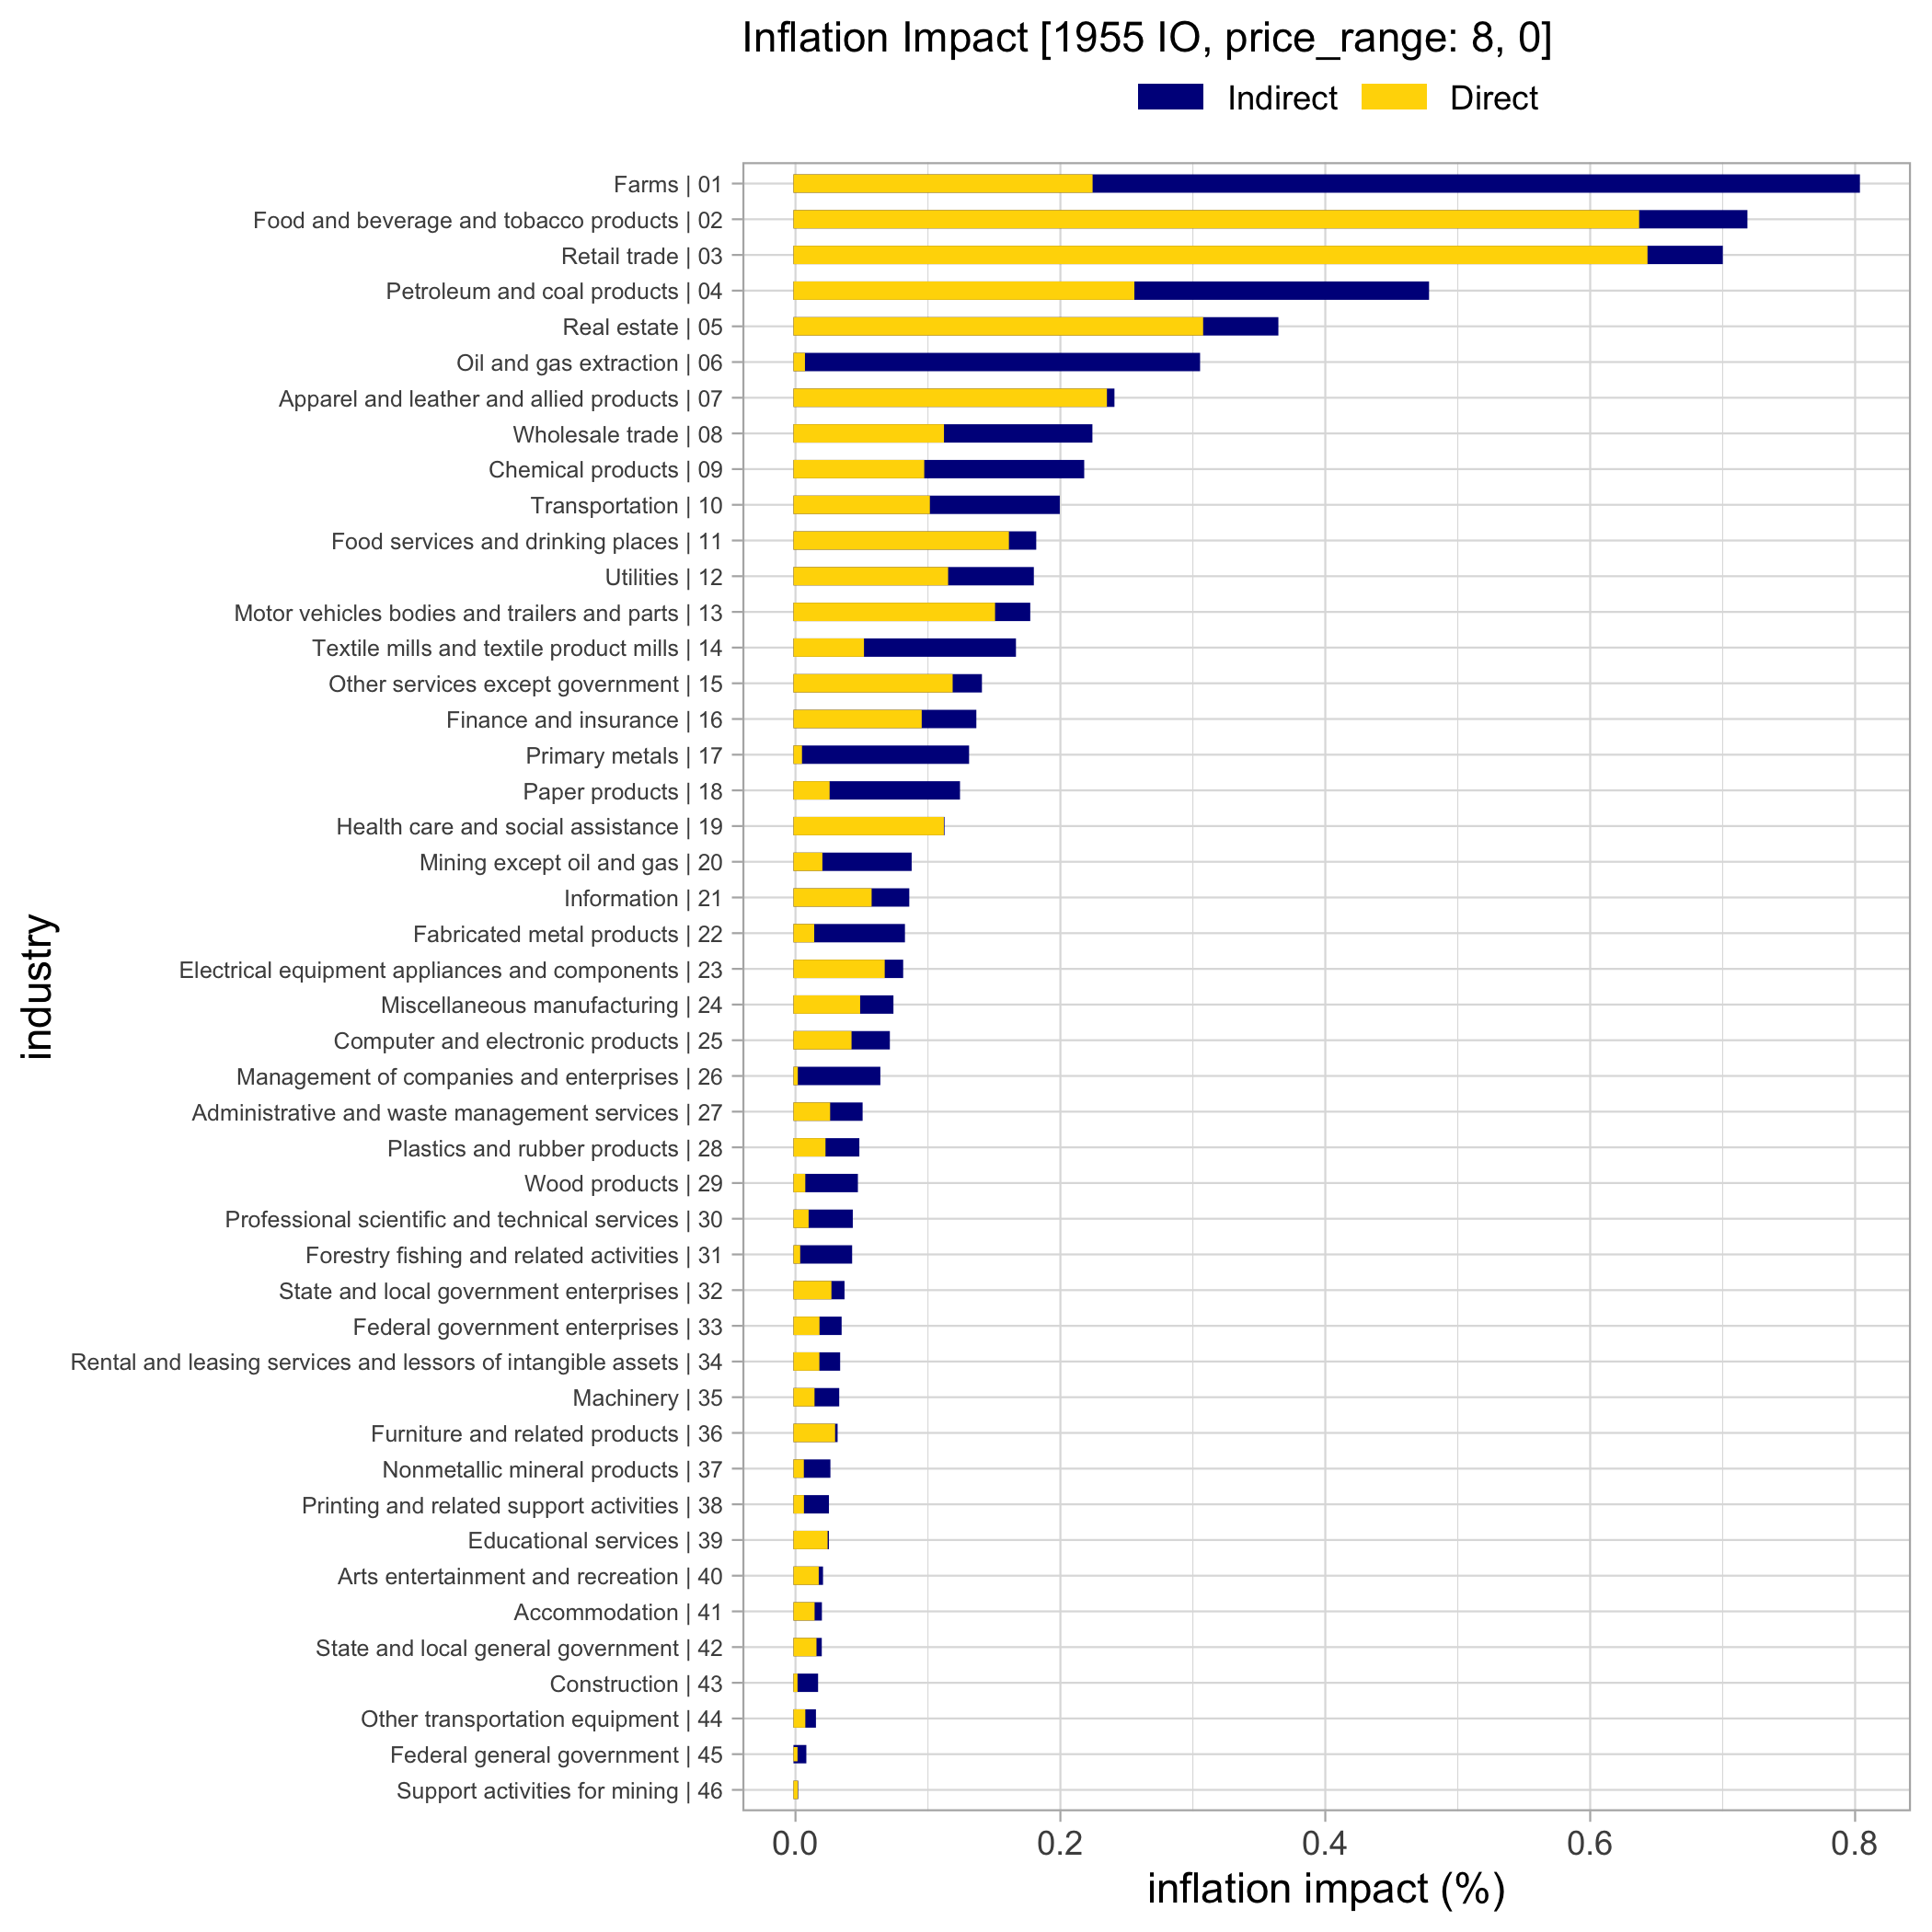 Inflation Impact [1955 IO, price_range: 8, 0]
Indirect Direct
Farms | 01
Food and beverage and tobacco products | 02
Retail trade | 03
Petroleum and coal products | 04
Real estate | 05
Oil and gas extraction | 06
Apparel and leather and allied products | 07
Wholesale trade | 08
Chemical products | 09
Transportation | 10
Food services and drinking places | 11
Utilities | 12
Motor vehicles bodies and trailers and parts | 13
Textile mills and textile product mills | 14
Other services except government | 15
Finance and insurance | 16
Primary metals | 17
Paper products | 18
Health care and social assistance | 19
Mining except oil and gas | 20
Information | 21
Fabricated metal products | 22
Electrical equipment appliances and components | 23
Miscellaneous manufacturing | 24
Computer and electronic products | 25
Management of companies and enterprises | 26
Administrative and waste management services | 27
Plastics and rubber products | 28
Wood products | 29
Professional scientific and technical services | 30
Forestry fishing and related activities | 31
State and local government enterprises | 32
Federal government enterprises | 33
Rental and leasing services and lessors of intangible assets | 34
Machinery | 35
Furniture and related products | 36
Nonmetallic mineral products | 37
Printing and related support activities | 38
Educational services | 39
Arts entertainment and recreation | 40
Accommodation | 41
State and local general government | 42
Construction | 43
Other transportation equipment | 44
Federal general government | 45
Support activities for mining | 46
industry
0.0 0.2 0.4 0.6 0.8
inflation impact (%)